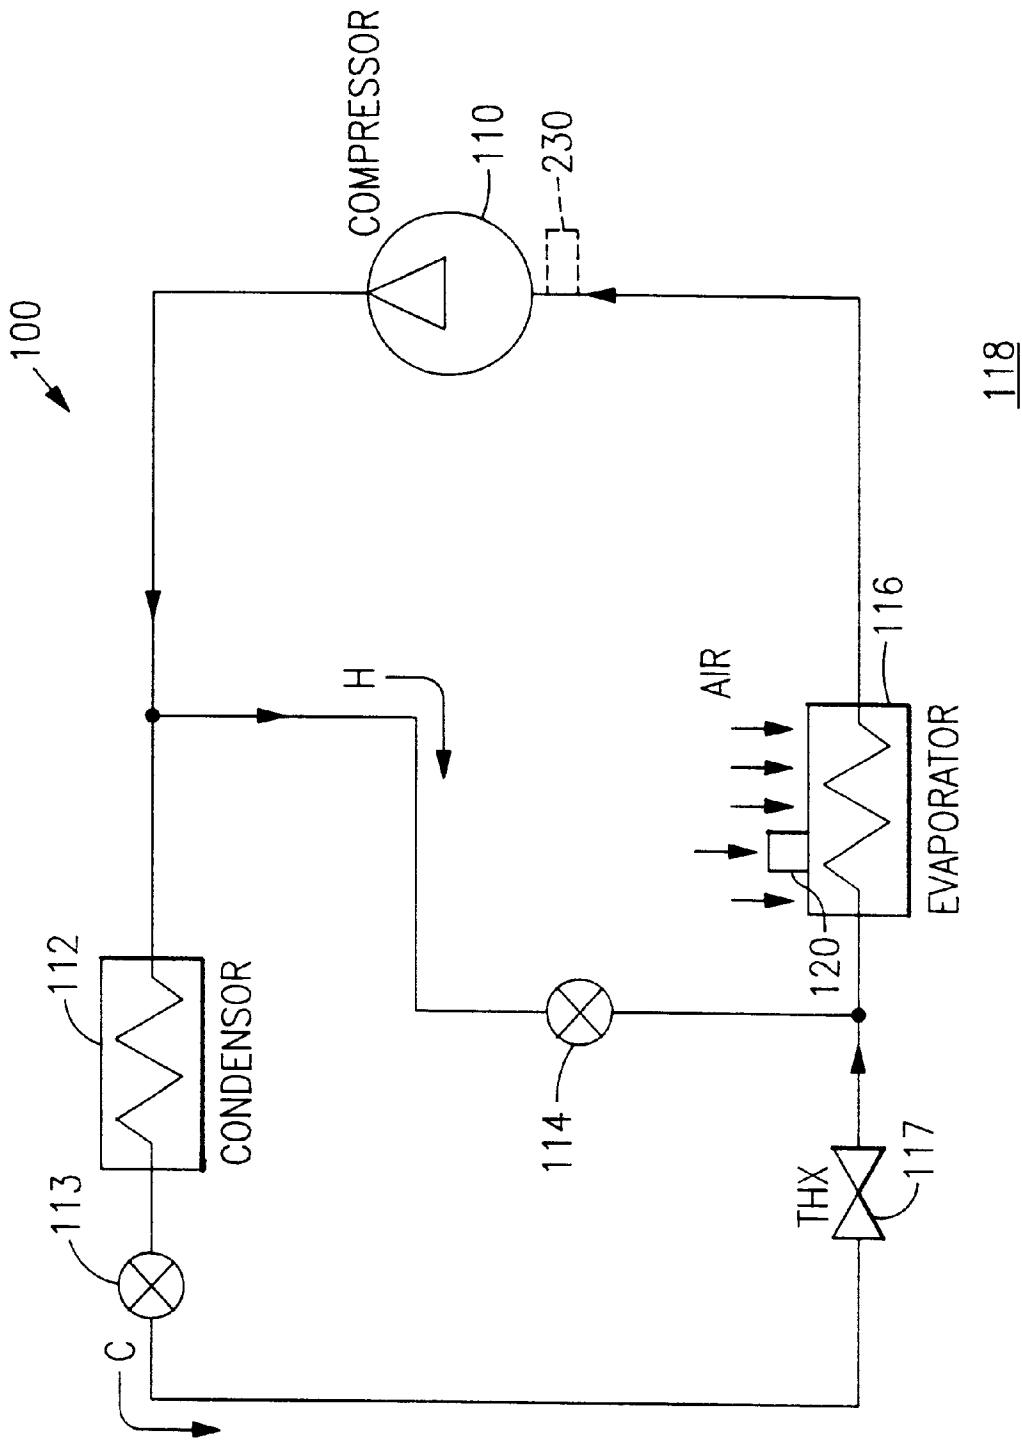 100
COMPRESSOR
110
230
118
H
AIR
116
EVAPORATOR
120
112
CONDENSOR
114
113
C
THX
117